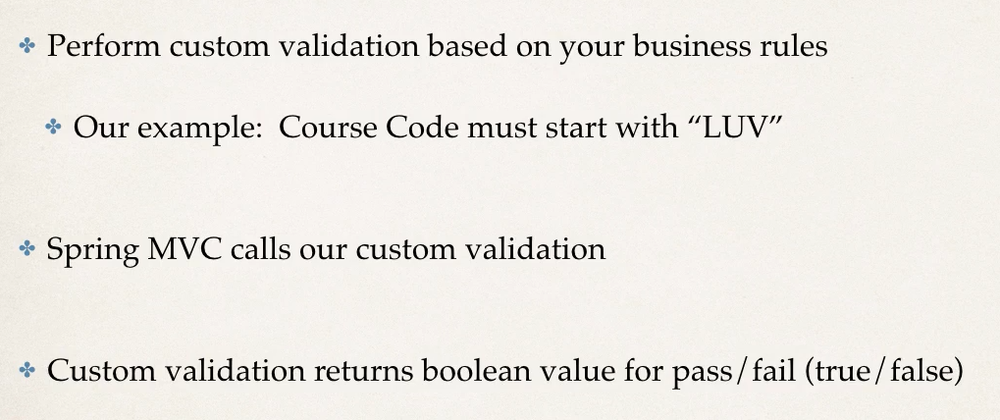 Perform custom validation based on your business rules
Our example:  Course Code must start with “LUV”
Spring MVC calls our custom validation
Custom validation returns boolean value for pass/fail (true/false)